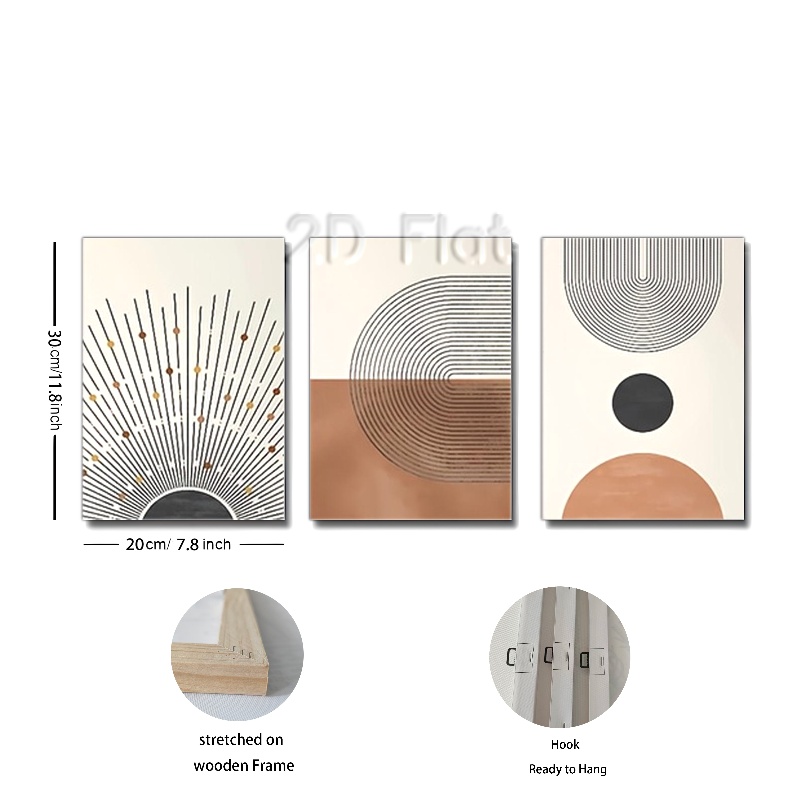 2D Flat
30cm/11.8inch
20cm/ 7.8 inch
stretched on
wooden Frame
Hook
Ready to Hang